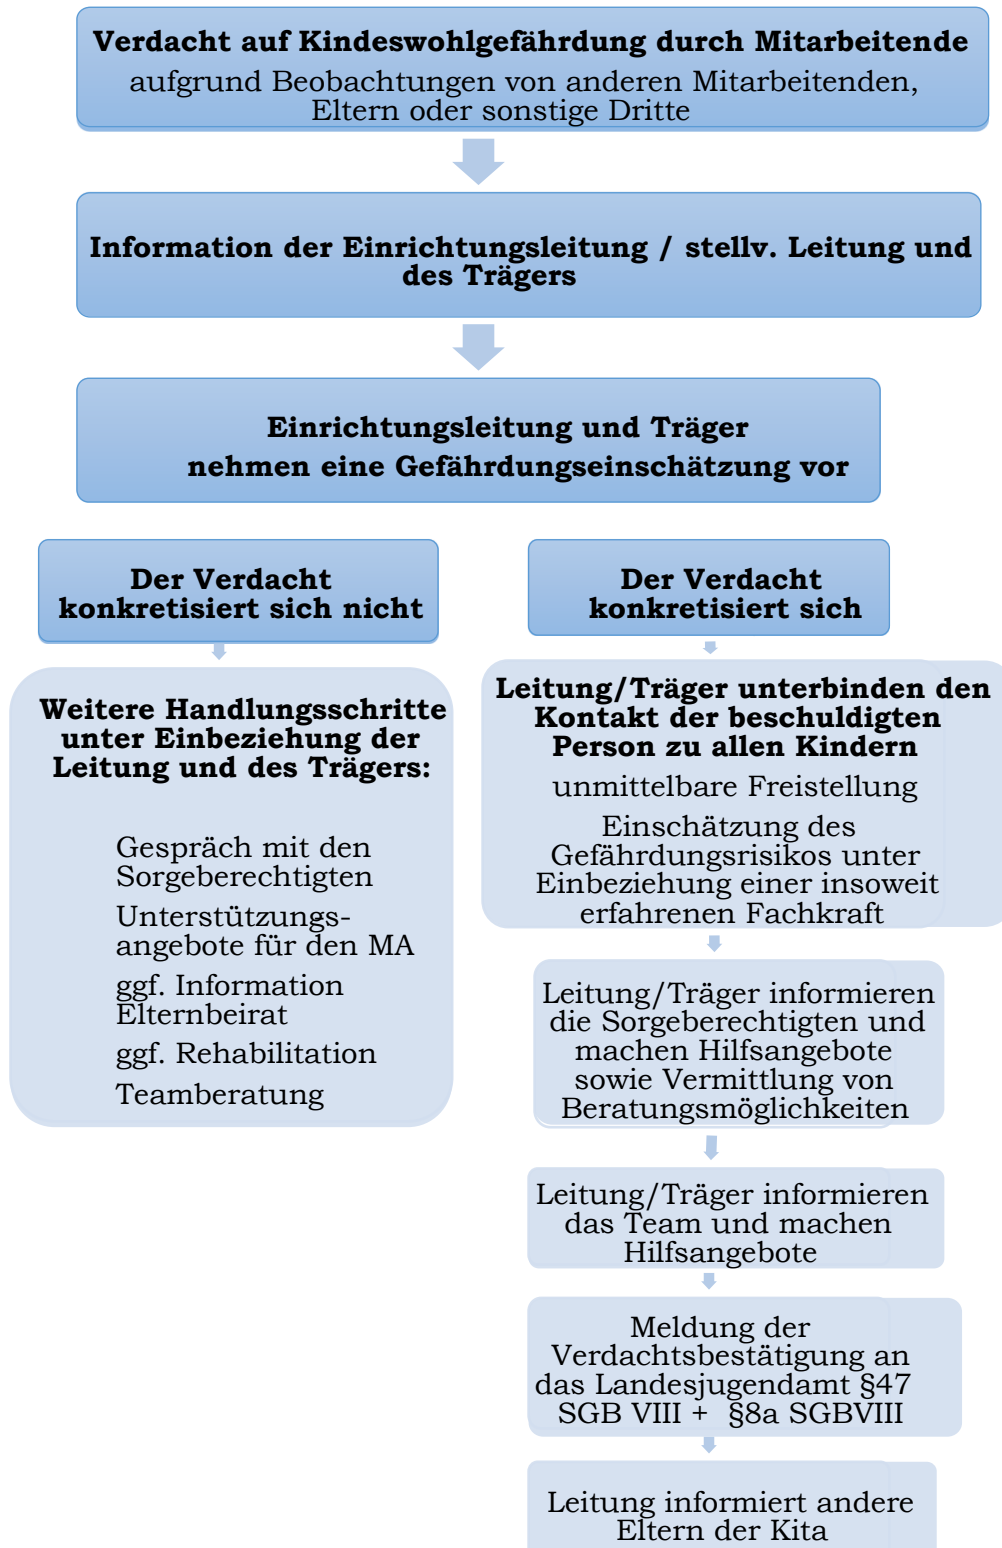 Verdacht auf Kindeswohlgefährdung durch Mitarbeitende
aufgrund Beobachtungen von anderen Mitarbeitenden,
Eltern oder sonstige Dritte
Information der Einrichtungsleitung / stellv. Leitung und
des Trägers
Einrichtungsleitung und Träger
nehmen eine Gefährdungseinschätzung vor
Der Verdacht
konkretisiert sich nicht
Weitere Handlungsschritte
unter Einbeziehung der
Leitung und des Trägers:
Gespräch mit den
Sorgeberechtigten
Unterstützungs-
angebote für den MA
ggf. Information
Elternbeirat
ggf. Rehabilitation
Teamberatung
Der Verdacht
konkretisiert sich
Leitung/Träger unterbinden den
Kontakt der beschuldigten
Person zu allen Kindern
unmittelbare Freistellung
Einschätzung des
Gefährdungsrisikos unter
Einbeziehung einer insoweit
erfahrenen Fachkraft
Leitung/Träger informieren
die Sorgeberechtigten und
machen Hilfsangebote
sowie Vermittlung von
Beratungsmöglichkeiten
Leitung/Träger informieren
das Team und machen
Hilfsangebote
Meldung der
Verdachtsbestätigung an
das Landesjugendamt §47
SGB VIII + §8a SGBVIII
Leitung informiert andere
Eltern der Kita